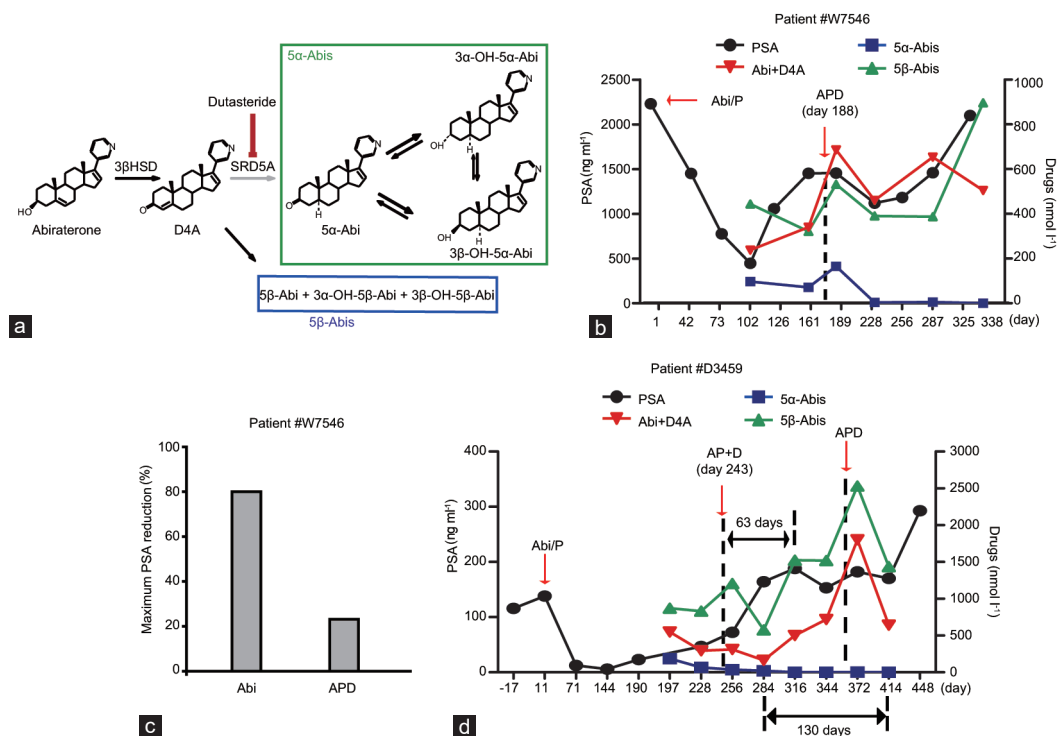 5α-Abis
3α-OH-5α-Abi
N
Dutasteride
N
N
N
3βHSD
SRD5A
OH
H
N
HO
O
O
H
Abiraterone
D4A
5α-Abi
HO
H
3β-OH-5α-Abi
5β-Abi + 3α-OH-5β-Abi + 3β-OH-5β-Abi
5β-Abis
a
Patient #W7546
PSA
5α-Abis
Abi+D4A
5β-Abis
2500
2000
1500
1000
500
0
PSA (ng ml⁻¹)
Abi/P
APD
(day 188)
1000
800
600
400
200
0
Drugs (nmol l⁻¹)
1 42 73 102 126 161 189 228 256 287 325 338 (day)
b
Patient #W7546
100
80
60
40
20
0
Maximum PSA reduction (%)
Abi APD
c
Patient #D3459
PSA
5α-Abis
Abi+D4A
5β-Abis
400
300
200
100
0
PSA (ng ml⁻¹)
Abi/P
AP+D
(day 243)
63 days
APD
3000
2500
2000
1500
1000
500
0
Drugs (nmol l⁻¹)
-17 11 71 144 190 197 228 256 284 316 344 372 414 448 (day)
130 days
d